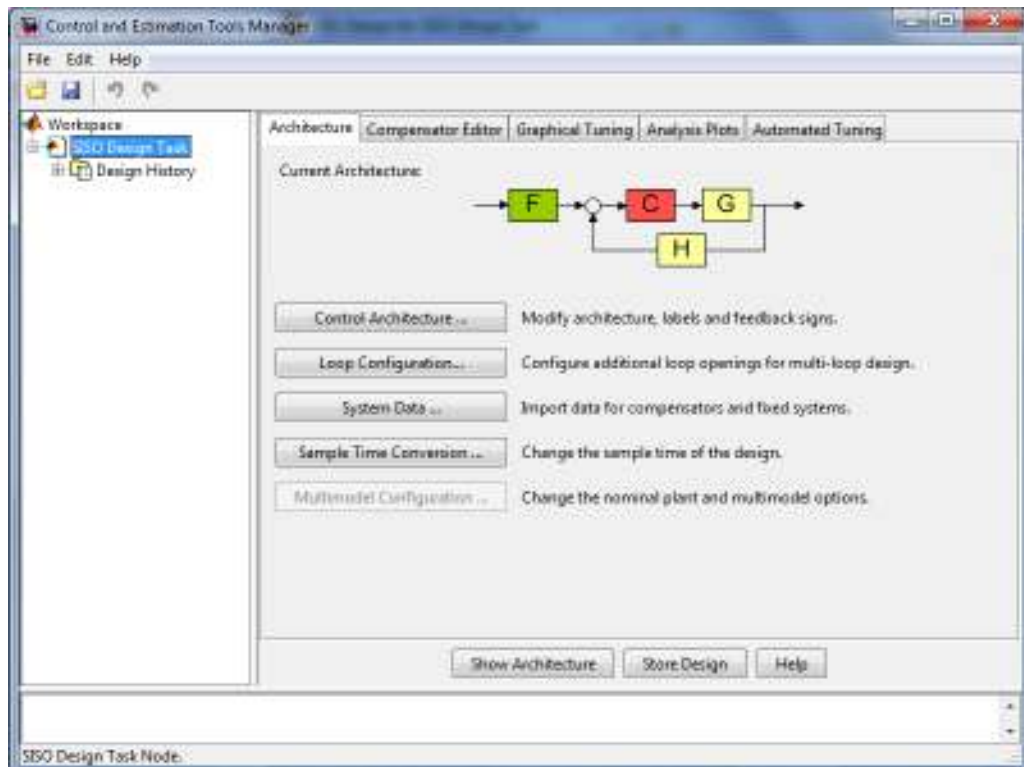 Control and Estimation Tools Manager
File Edit Help
Workspace
SISO Design Task
Design History
Architecture Compensator Editor Graphical Tuning Analysis Plots Automated Tuning
Current Architecture:
F C G
H
Control Architecture ... Modify architecture, labels and feedback signs.
Loop Configuration... Configure additional loop openings for multi-loop design.
System Data ... Import data for compensators and fixed systems.
Sample Time Conversion ... Change the sample time of the design.
Multimodel Configuration ... Change the nominal plant and multimodel options.
Show Architecture Store Design Help
SISO Design Task Node.